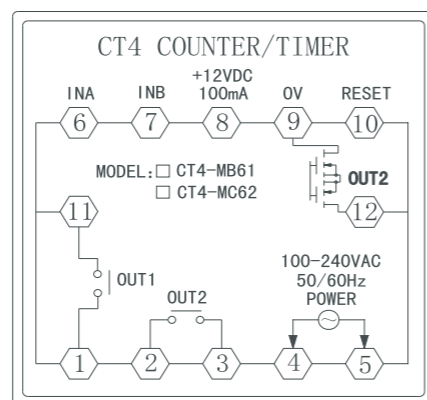 CT4 COUNTER/TIMER
+12VDC
INA INB 100mA 0V RESET
6 7 8 9 10
MODEL: □ CT4-MB61 OUT2
□ CT4-MC62
11 12
100-240VAC
OUT1 50/60Hz
OUT2 POWER
1 2 3 4 5